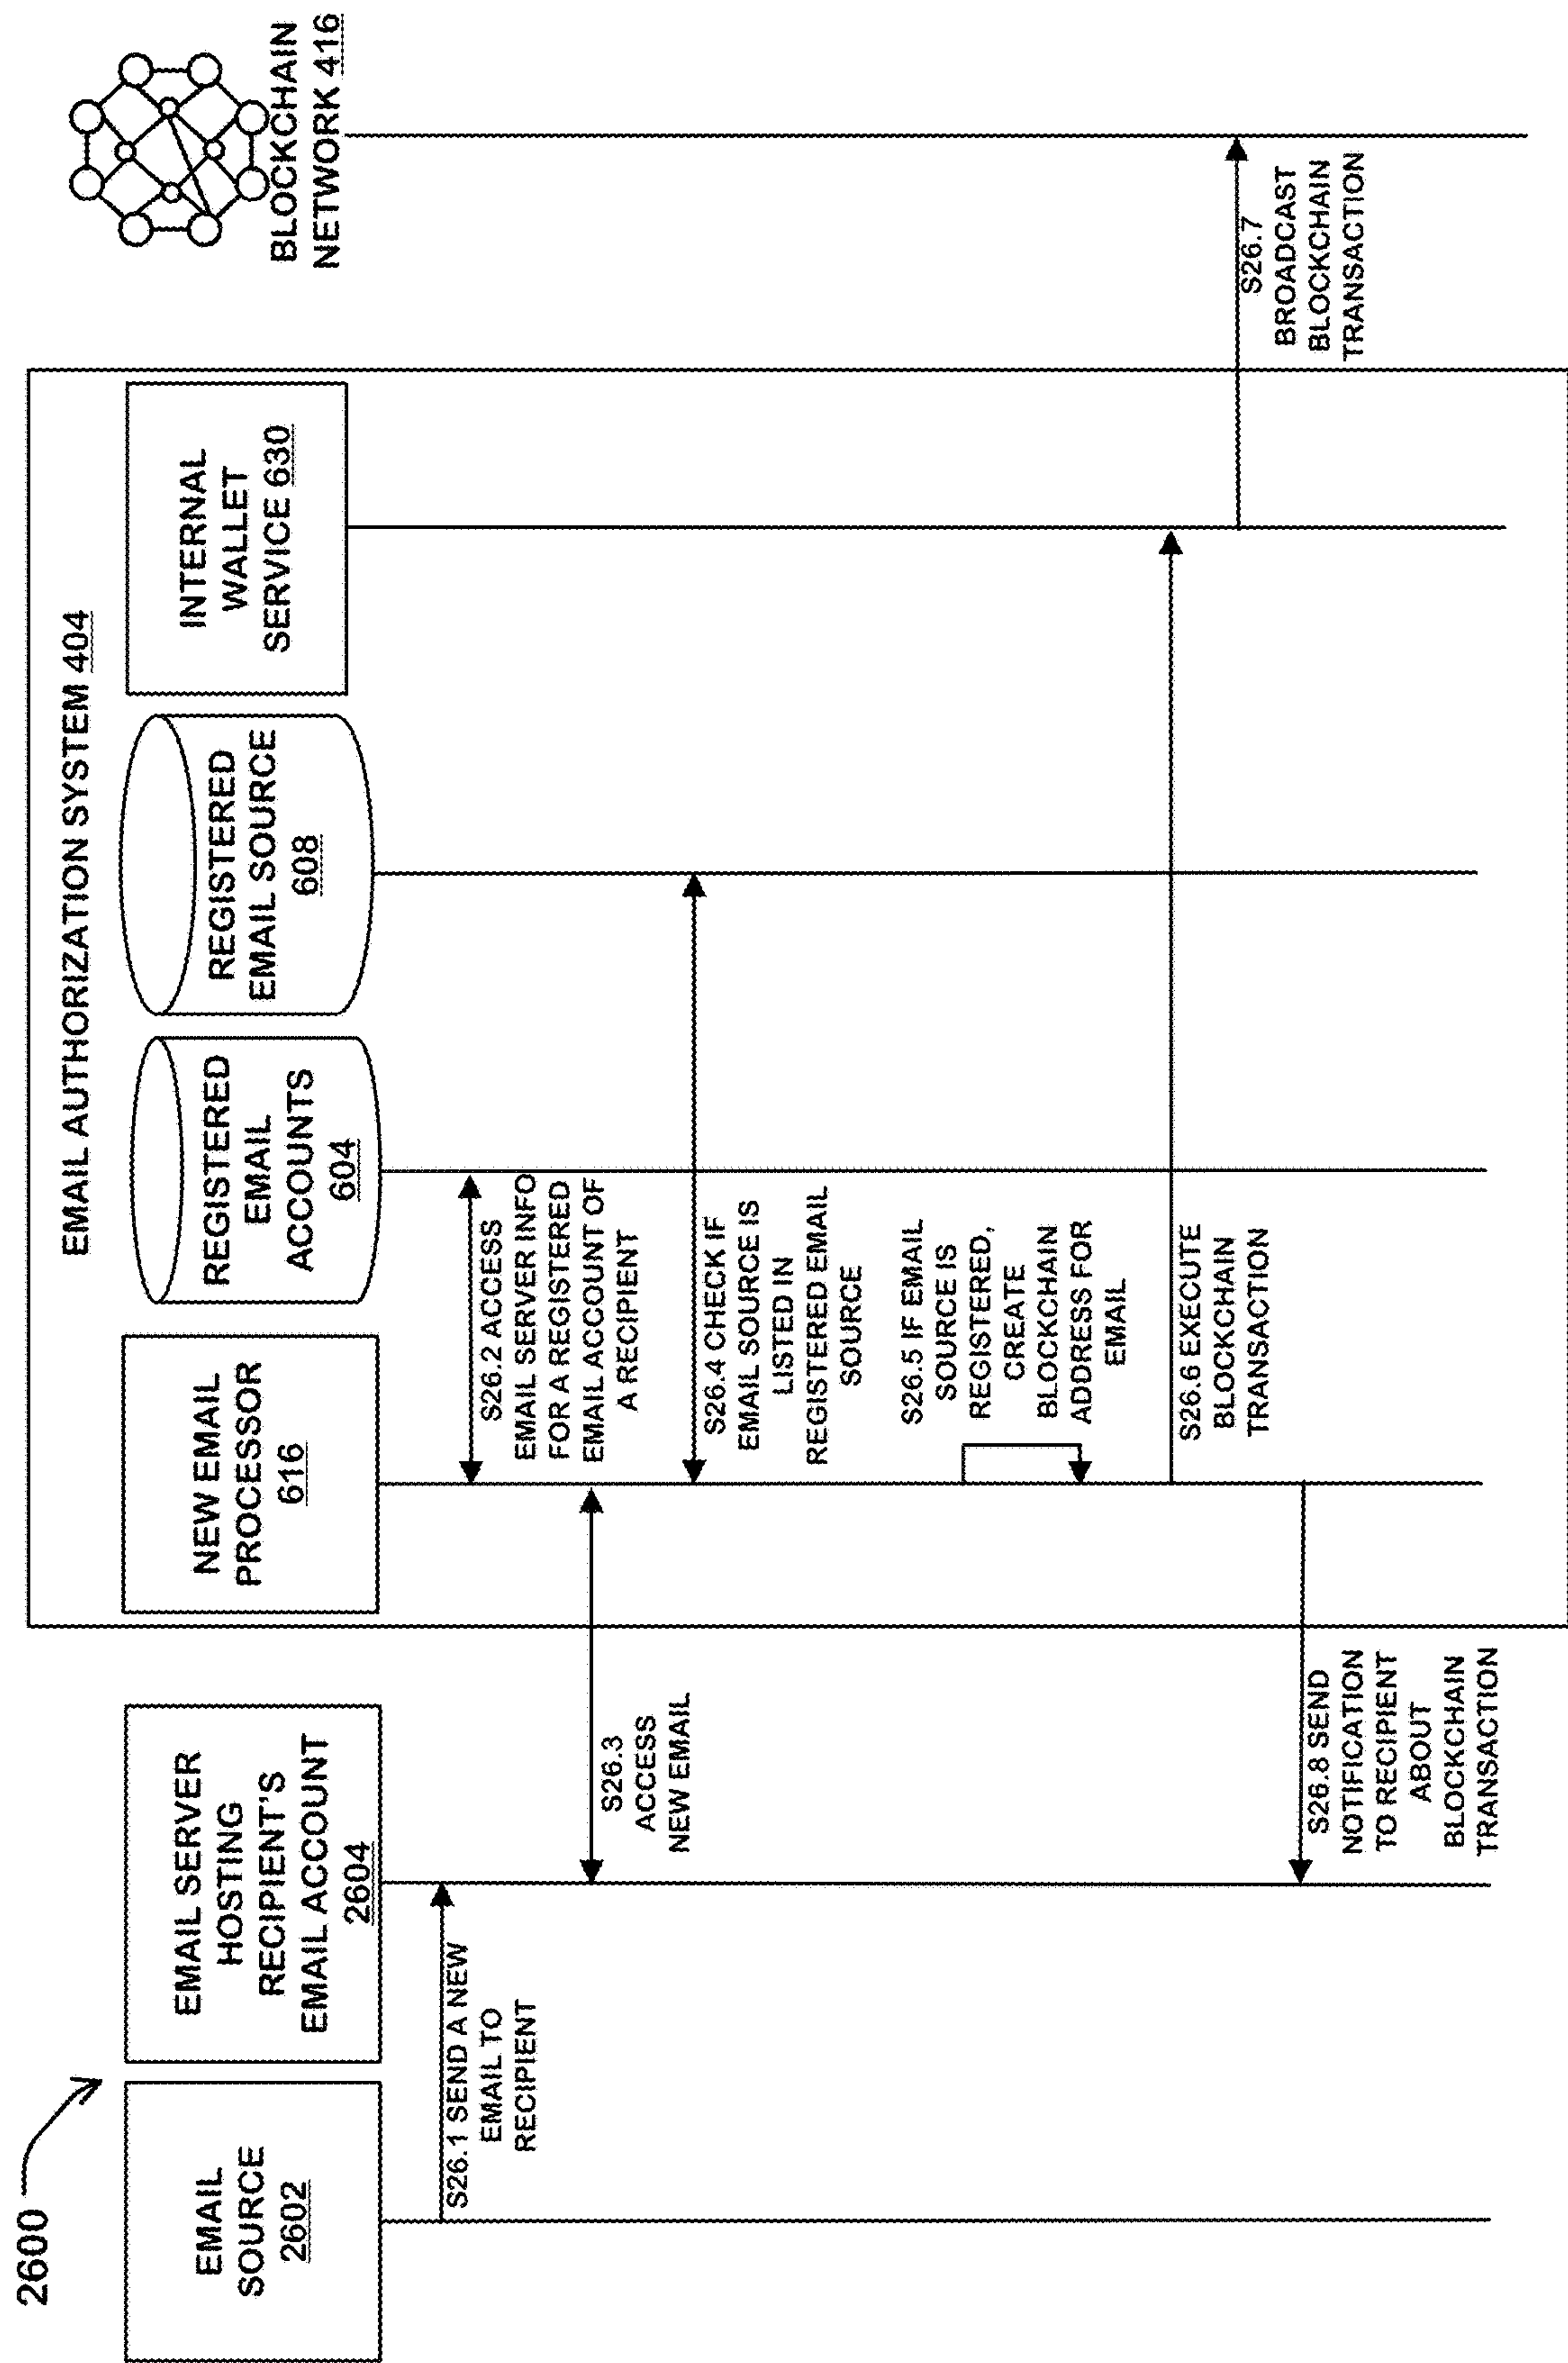 2600
EMAIL AUTHORIZATION SYSTEM 404
EMAIL
SOURCE
2602
EMAIL SERVER
HOSTING
RECIPIENT'S
EMAIL ACCOUNT
2604
NEW EMAIL
PROCESSOR
616
REGISTERED
EMAIL
ACCOUNTS
604
REGISTERED
EMAIL SOURCE
608
INTERNAL
WALLET
SERVICE 630
BLOCKCHAIN
NETWORK 416
S26.1 SEND A NEW
EMAIL TO
RECIPIENT
S26.2 ACCESS
EMAIL SERVER INFO
FOR A REGISTERED
EMAIL ACCOUNT OF
A RECIPIENT
S26.3
ACCESS
NEW EMAIL
S26.4 CHECK IF
EMAIL SOURCE IS
LISTED IN
REGISTERED EMAIL
SOURCE
S26.5 IF EMAIL
SOURCE IS
REGISTERED,
CREATE
BLOCKCHAIN
ADDRESS FOR
EMAIL
S26.6 EXECUTE
BLOCKCHAIN
TRANSACTION
S26.7
BROADCAST
BLOCKCHAIN
TRANSACTION
S26.8 SEND
NOTIFICATION
TO RECIPIENT
ABOUT
BLOCKCHAIN
TRANSACTION